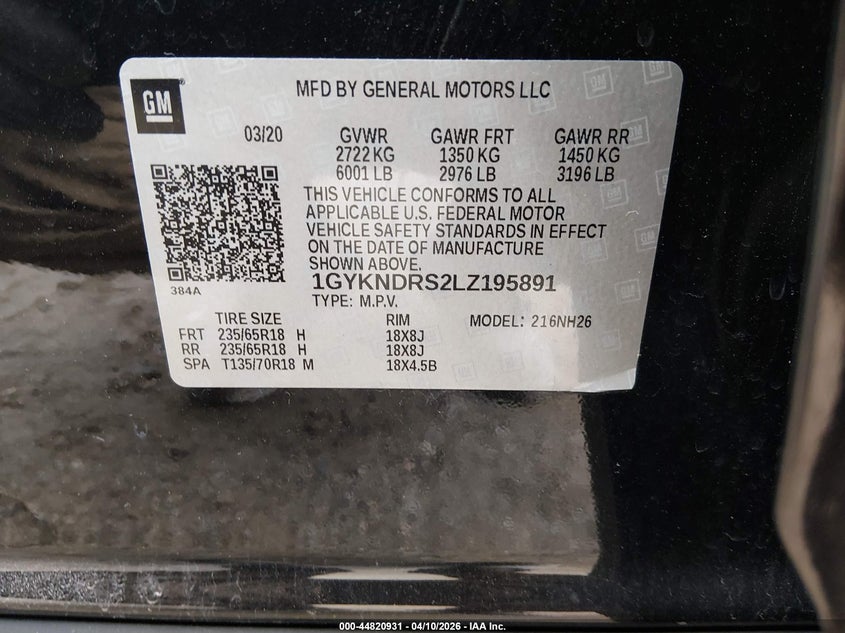 GM
MFD BY GENERAL MOTORS LLC
03/20 GVWR GAWR FRT GAWR RR
2722 KG 1350 KG 1450 KG
6001 LB 2976 LB 3196 LB
THIS VEHICLE CONFORMS TO ALL
APPLICABLE U.S. FEDERAL MOTOR
VEHICLE SAFETY STANDARDS IN EFFECT
ON THE DATE OF MANUFACTURE
SHOWN ABOVE.
384A
1GYKNDRS2LZ195891
TYPE: M.P.V.
TIRE SIZE RIM MODEL: 216NH26
FRT 235/65R18 H 18X8J
RR 235/65R18 H 18X8J
SPA T135/70R18 M 18X4.5B
000-44820931 - 04/10/2026 - IAA Inc.